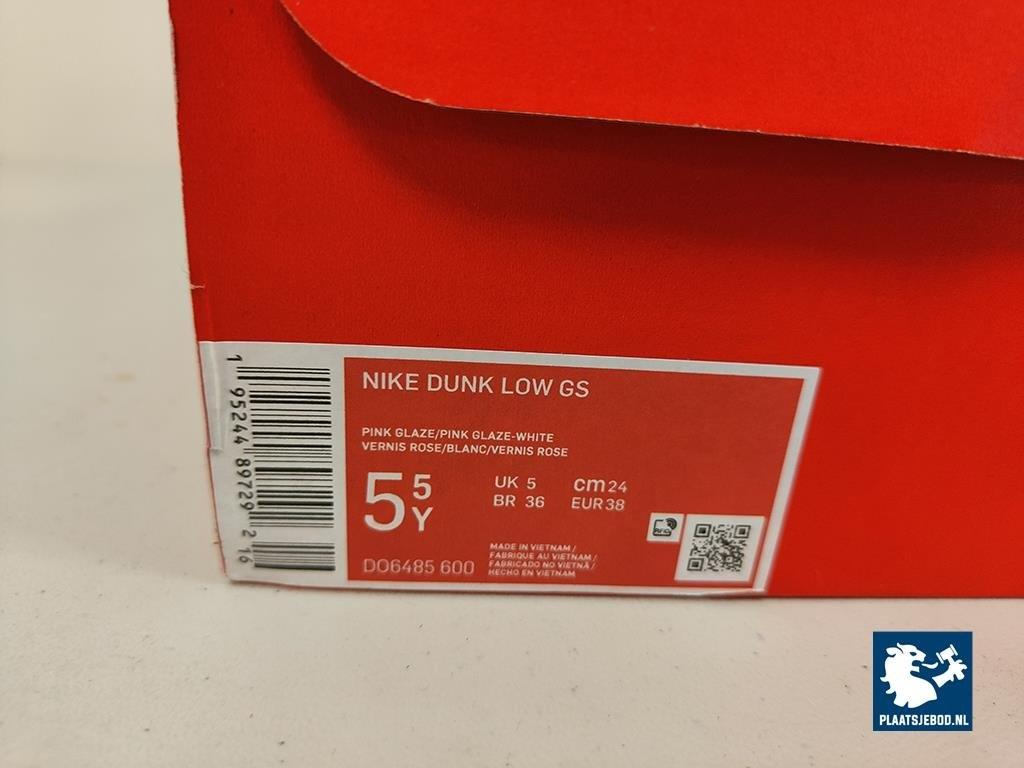 NIKE DUNK LOW GS
PINK GLAZE/PINK GLAZE-WHITE
VERNIS ROSE/BLANC/VERNIS ROSE
5 5 Y
UK 5 cm 24
BR 36 EUR 38
DO6485 600
MADE IN VIETNAM /
FABRIQUE AU VIETNAM /
FABRICADO NO VIETNÃ /
HECHO EN VIETNAM
RFID
1 95244 89729 2 16
PLAATSJEBOD.NL